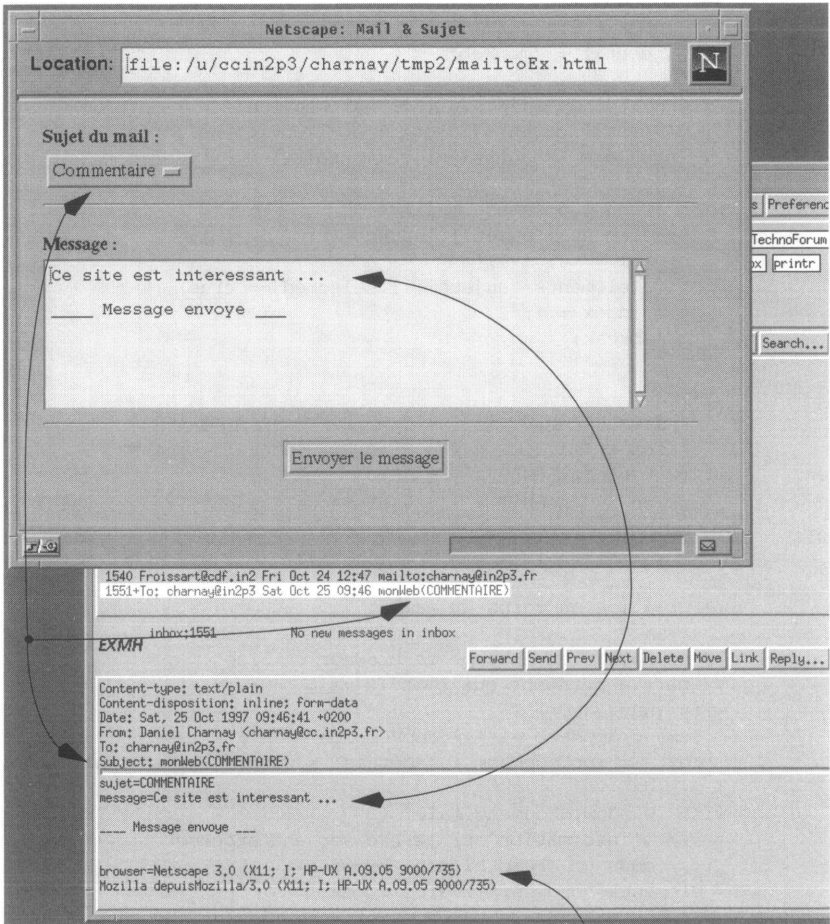 Netscape: Mail & Sujet
Location: file:/u/ccin2p3/charnay/tmp2/mailtoEx.html
N
Sujet du mail :
Commentaire
Message :
Ce site est interessant ...
____ Message envoye ___
Envoyer le message
s Preferenc
TechnoForum
ox printr
Search...
1540 Froissart@cdf.in2 Fri Oct 24 12:47 mailto:charnay@in2p3.fr
1551+To: charnay@in2p3 Sat Oct 25 09:46 monWeb(COMMENTAIRE)
inbox:1551 No new messages in inbox
EXMH
Forward Send Prev Next Delete Move Link Reply...
Content-type: text/plain
Content-disposition: inline; form-data
Date: Sat, 25 Oct 1997 09:46:41 +0200
From: Daniel Charnay <charnay@cc.in2p3.fr>
To: charnay@in2p3.fr
Subject: monWeb(COMMENTAIRE)
sujet=COMMENTAIRE
message=Ce site est interessant ...
____ Message envoye ___
browser=Netscape 3.0 (X11; I; HP-UX A.09.05 9000/735)
Mozilla depuisMozilla/3.0 (X11; I; HP-UX A.09.05 9000/735)